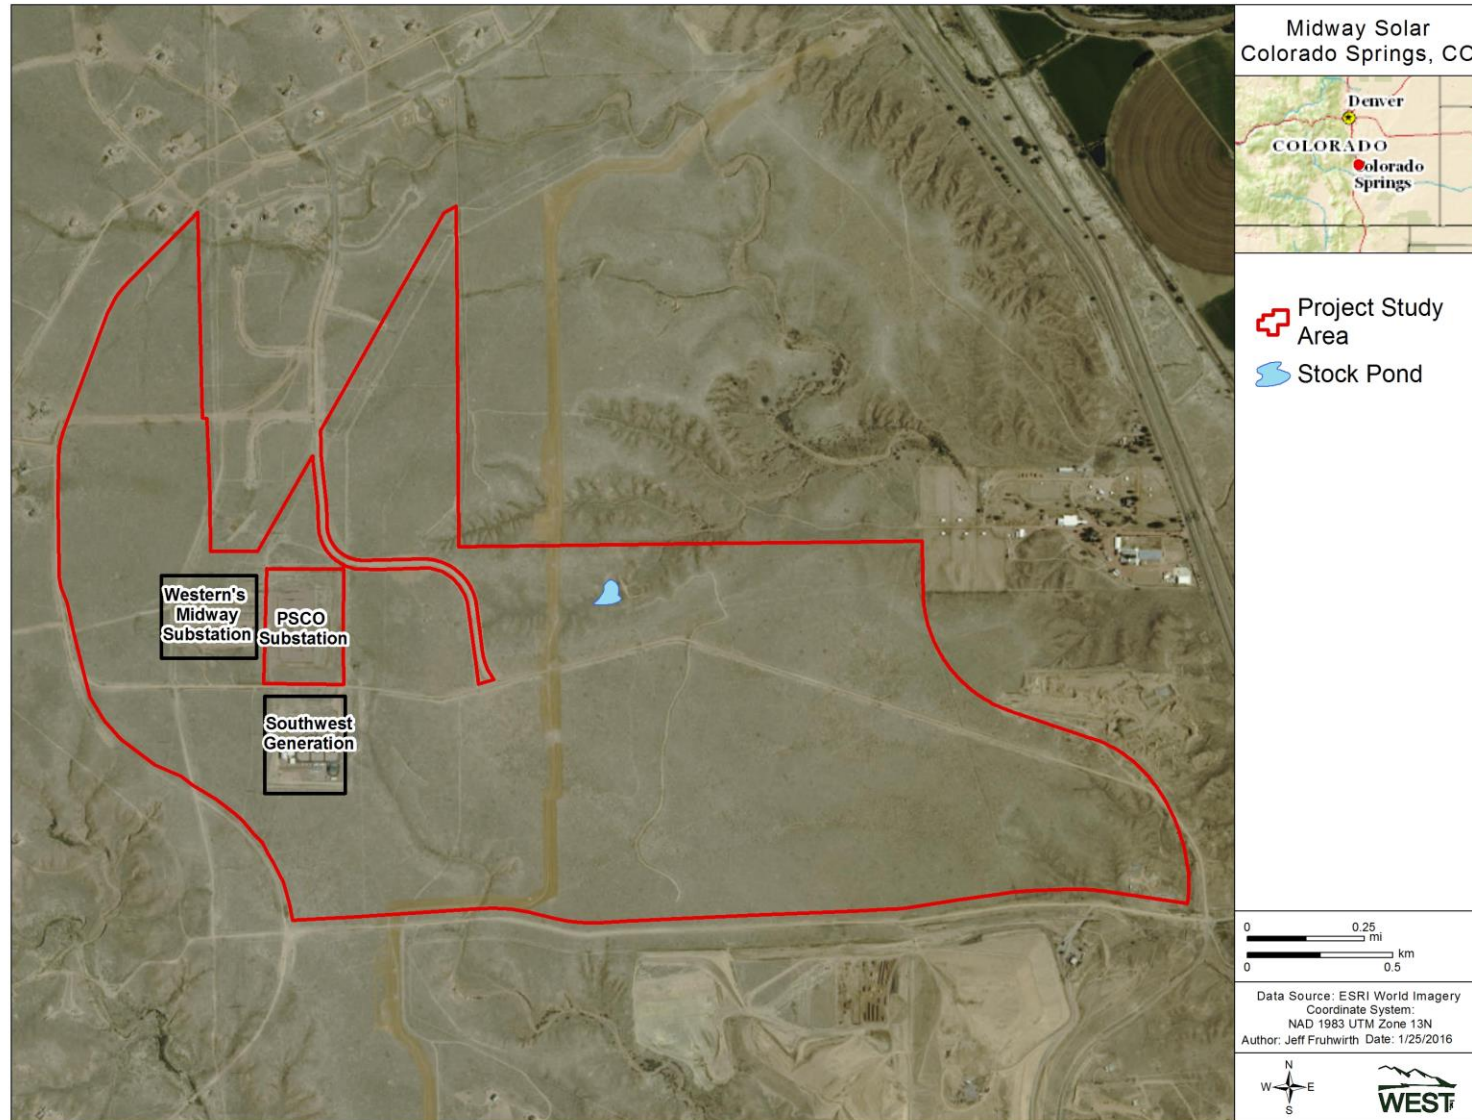 Midway Solar
Colorado Springs, CO
Denver
COLORADO
Colorado
Springs
Project Study
Area
Stock Pond
Western's
Midway
Substation
PSCO
Substation
Southwest
Generation
0 0.25
mi
km
0 0.5
Data Source: ESRI World Imagery
Coordinate System:
NAD 1983 UTM Zone 13N
Author: Jeff Fruhwirth Date: 1/25/2016
N
W E
S
WEST